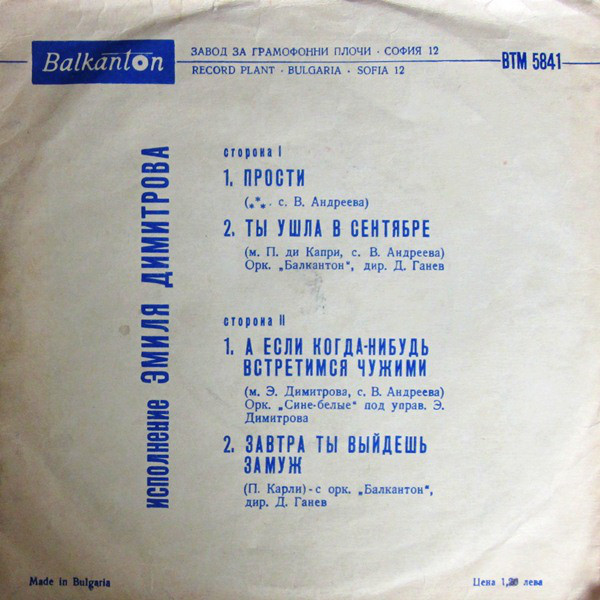 Balkanton
ЗАВОД ЗА ГРАМОФОННИ ПЛОЧИ · СОФИЯ 12
RECORD PLANT · BULGARIA · SOFIA 12
ВТМ 5841
исполнение ЭМИЛЯ ДИМИТРОВА
сторона I
1. ПРОСТИ
(*** с. В. Андреева)
2. ТЫ УШЛА В СЕНТЯБРЕ
(м. П. ди Капри, с. В. Андреева)
Орк. „Балкантон“, дир. Д. Ганев
сторона II
1. А ЕСЛИ КОГДА-НИБУДЬ
ВСТРЕТИМСЯ ЧУЖИМИ
(м. Э. Димитрова, с. В. Андреева)
Орк. „Сине-белые“ под управ. Э.
Димитрова
2. ЗАВТРА ТЫ ВЫЙДЕШЬ
ЗАМУЖ
(П. Карли) - с орк. „Балкантон“,
дир. Д. Ганев
Made in Bulgaria
Цена 1,20 лева